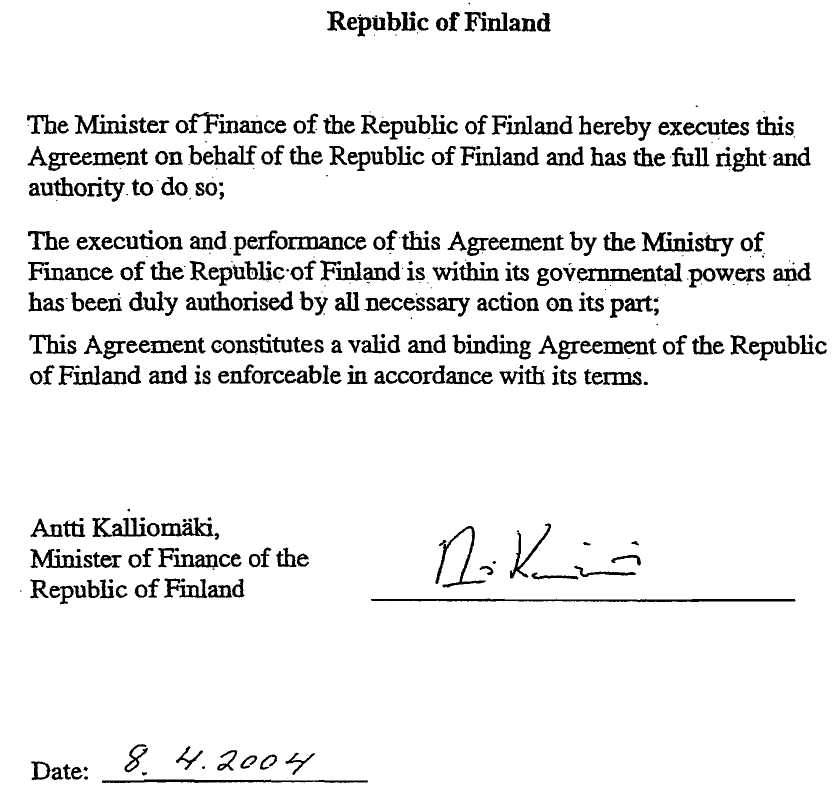 Republic of Finland
The Minister of Finance of the Republic of Finland hereby executes this
Agreement on behalf of the Republic of Finland and has the full right and
authority to do so;
The execution and performance of this Agreement by the Ministry of
Finance of the Republic of Finland is within its governmental powers and
has been duly authorised by all necessary action on its part;
This Agreement constitutes a valid and binding Agreement of the Republic
of Finland and is enforceable in accordance with its terms.
Antti Kalliomäki,
Minister of Finance of the
Republic of Finland
Date: 8. 4. 2004